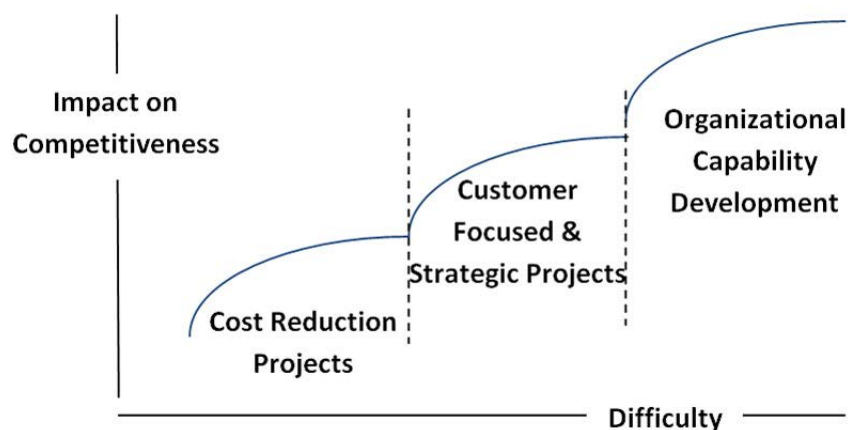 Impact on
Competitiveness
Organizational
Capability
Development
Customer
Focused &
Strategic Projects
Cost Reduction
Projects
Difficulty